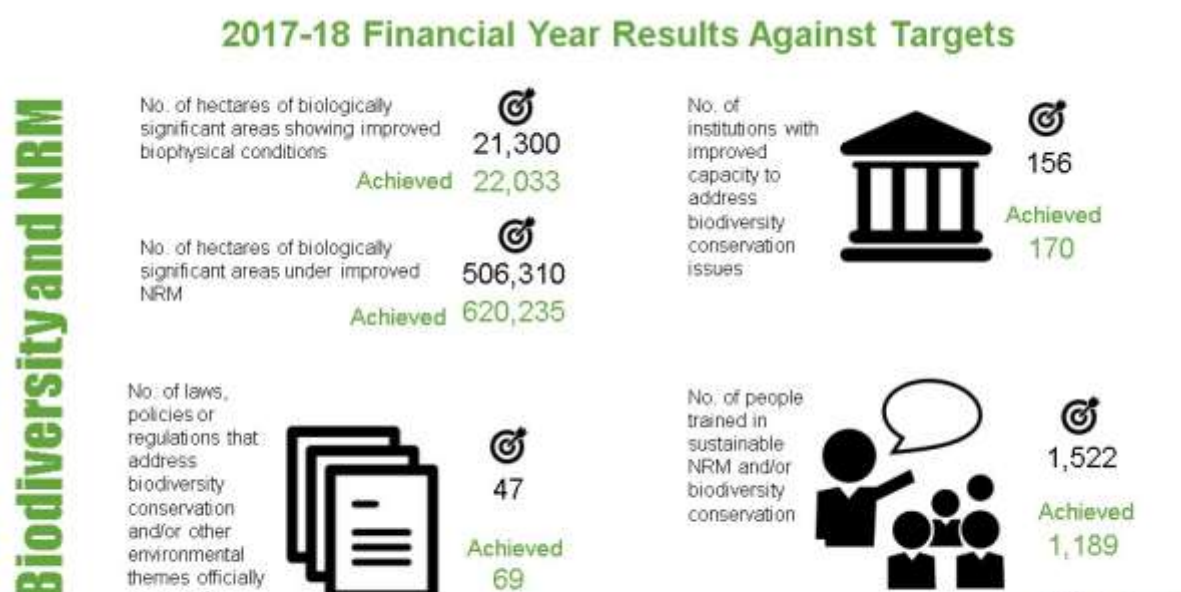 2017-18 Financial Year Results Against Targets
Biodiversity and NRM
No. of hectares of biologically
significant areas showing improved
biophysical conditions
21,300
Achieved 22,033
No. of hectares of biologically
significant areas under improved
NRM
506,310
Achieved 620,235
No. of laws,
policies or
regulations that
address
biodiversity
conservation
and/or other
environmental
themes officially
47
Achieved
69
No. of
institutions with
improved
capacity to
address
biodiversity
conservation
issues
156
Achieved
170
No. of people
trained in
sustainable
NRM and/or
biodiversity
conservation
1,522
Achieved
1,189